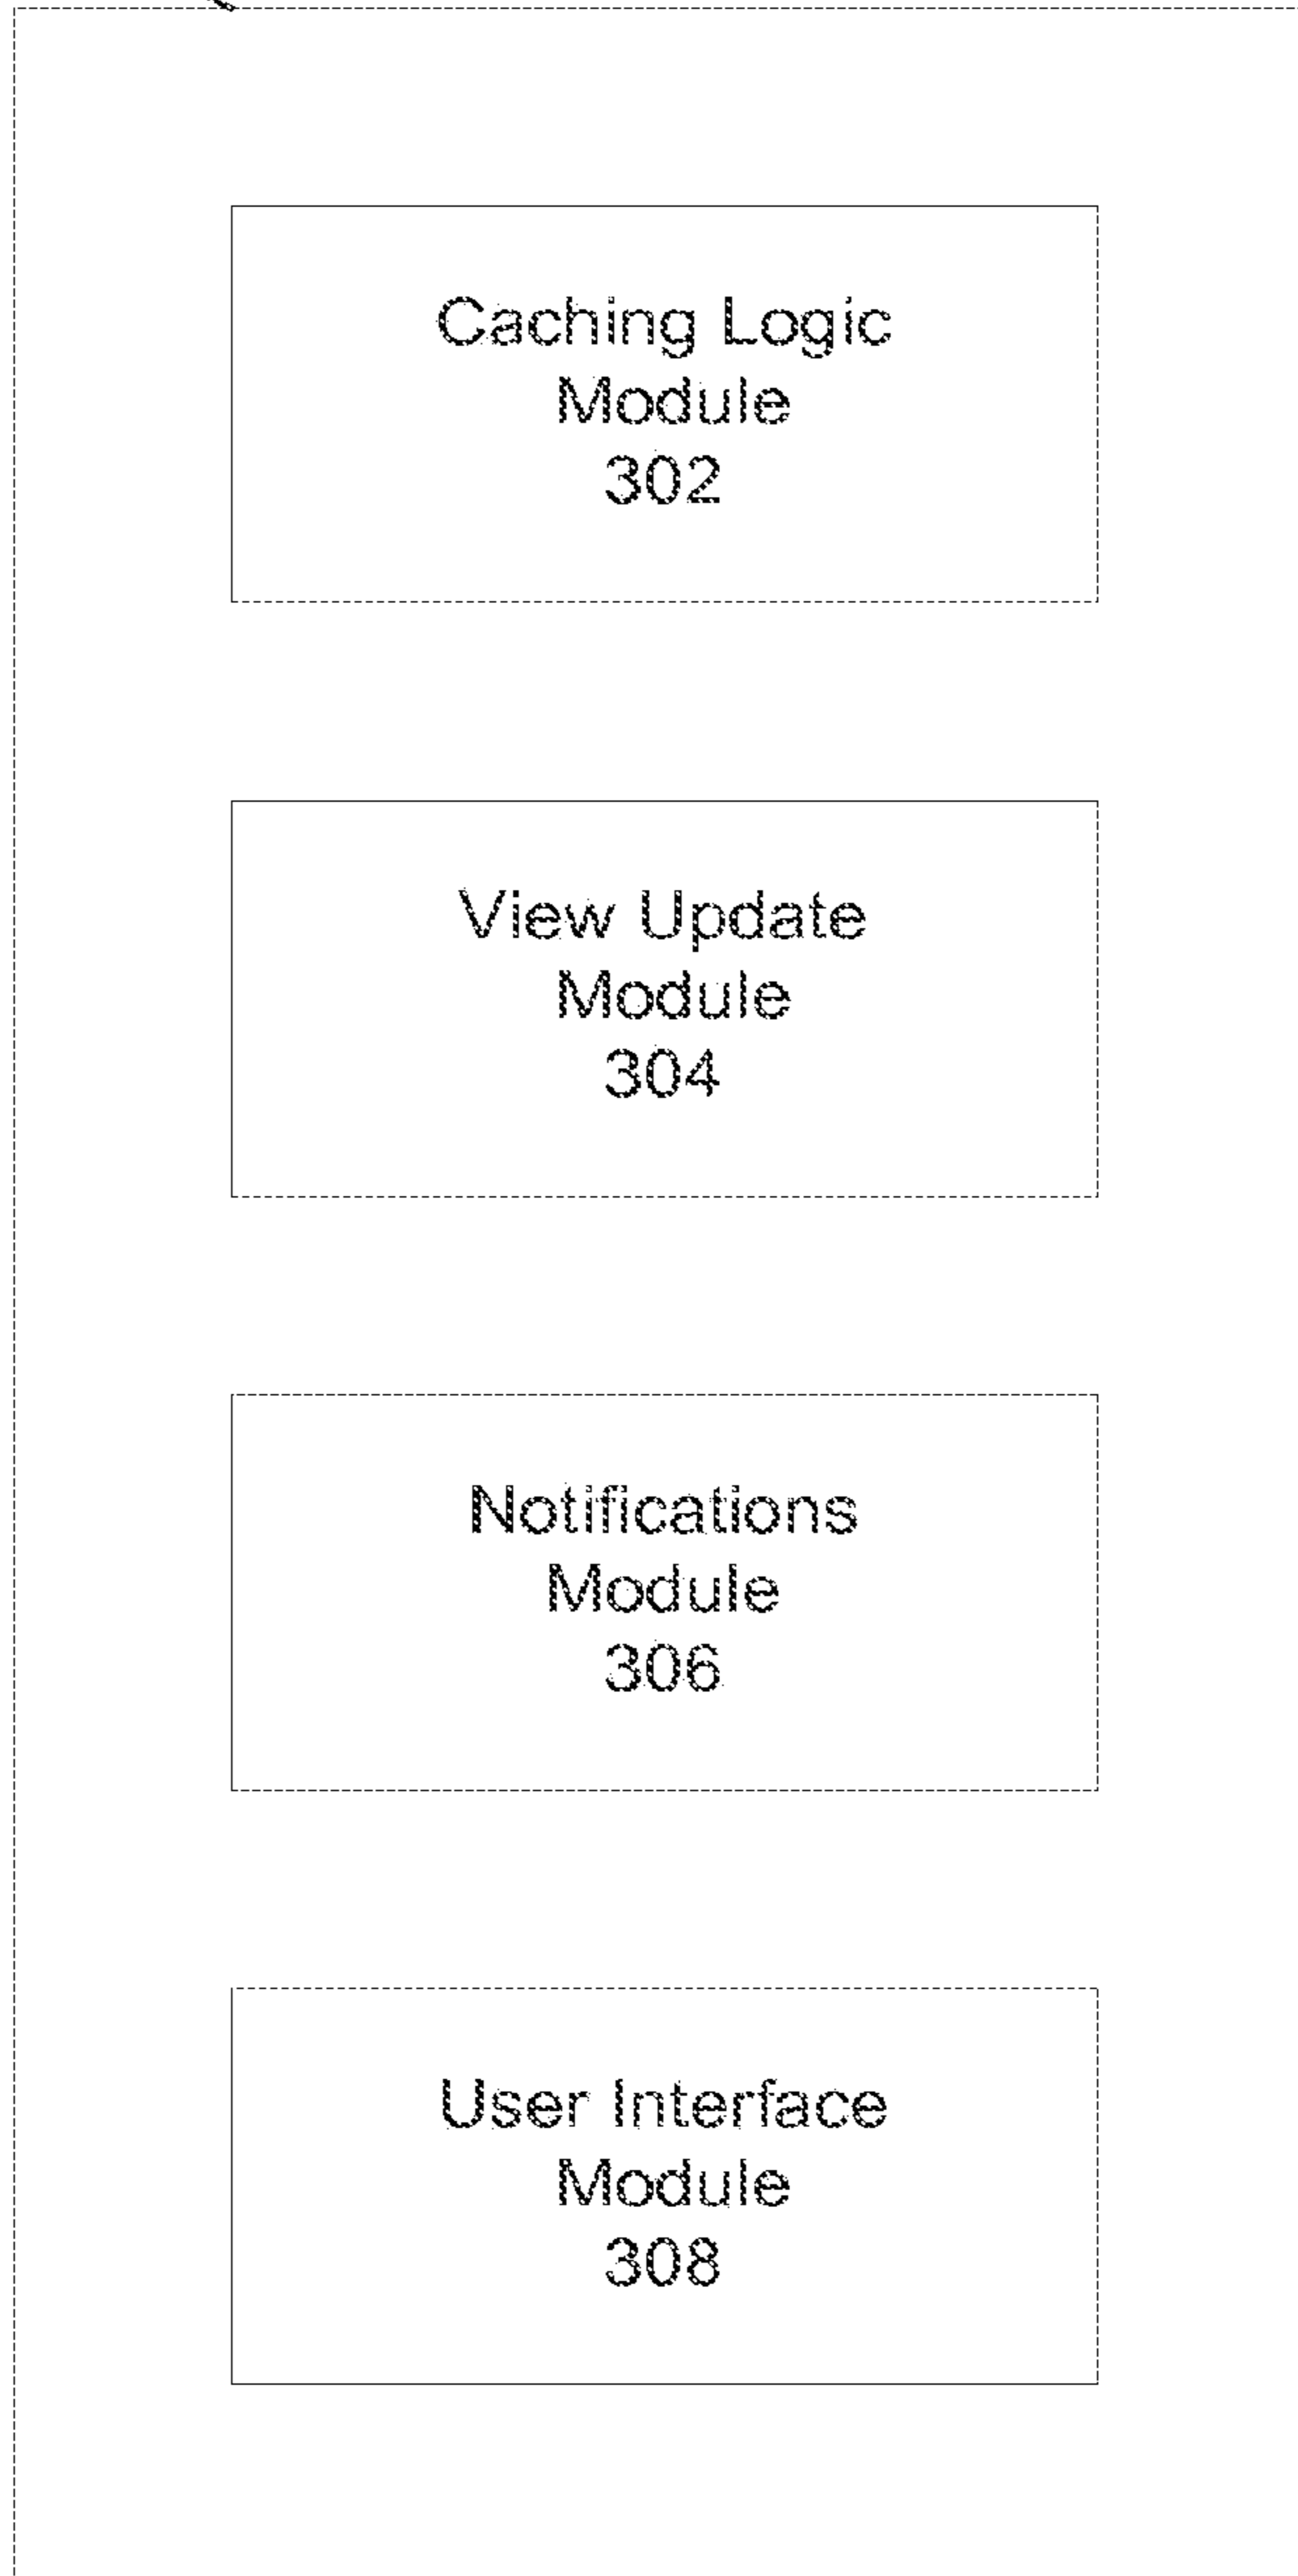 Caching Logic
Module
302
View Update
Module
304
Notifications
Module
306
User Interface
Module
308